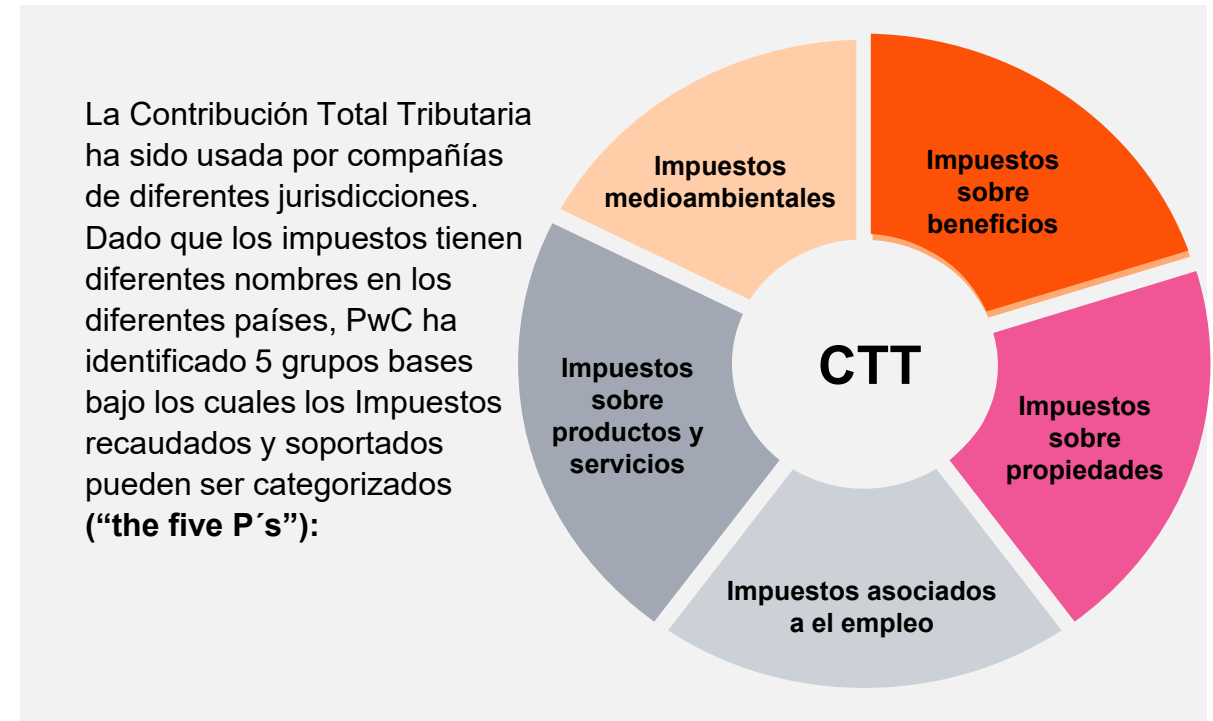 La Contribución Total Tributaria
ha sido usada por compañías
de diferentes jurisdicciones.
Dado que los impuestos tienen
diferentes nombres en los
diferentes países, PwC ha
identificado 5 grupos bases
bajo los cuales los Impuestos
recaudados y soportados
pueden ser categorizados
(“the five P´s”):
Impuestos
medioambientales
Impuestos
sobre
beneficios
CTT
Impuestos
sobre
productos y
servicios
Impuestos
sobre
propiedades
Impuestos asociados
a el empleo